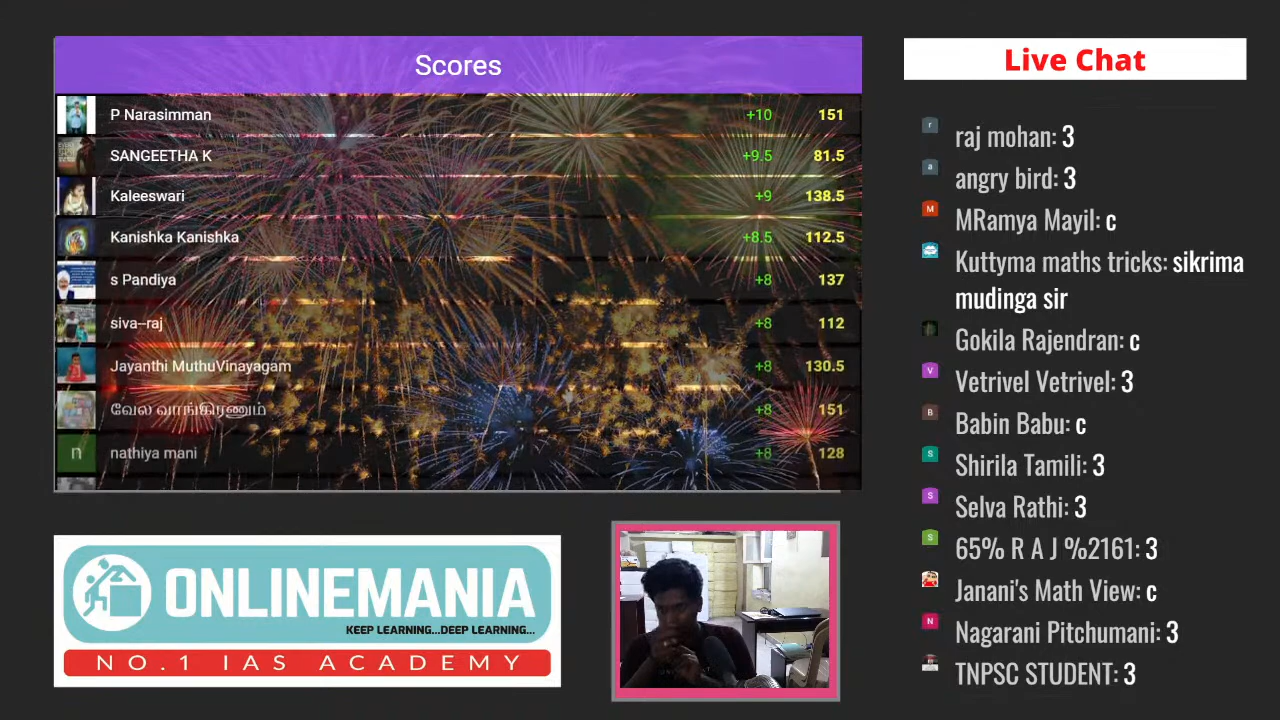 Scores
P Narasimman +10 151
SANGEETHA K +9.5 81.5
Kaleeswari +9 138.5
Kanishka Kanishka +8.5 112.5
s Pandiya +8 137
siva--raj +8 112
Jayanthi MuthuVinayagam +8 130.5
வேல வாங்கிரணும் +8 151
n nathiya mani +8 128
ONLINEMANIA
KEEP LEARNING...DEEP LEARNING...
NO.1 IAS ACADEMY
Live Chat
r raj mohan: 3
a angry bird: 3
M MRamya Mayil: c
Kuttyma maths tricks: sikrima
mudinga sir
Gokila Rajendran: c
V Vetrivel Vetrivel: 3
B Babin Babu: c
S Shirila Tamili: 3
S Selva Rathi: 3
S 65% R A J %2161: 3
Janani's Math View: c
N Nagarani Pitchumani: 3
TNPSC STUDENT: 3